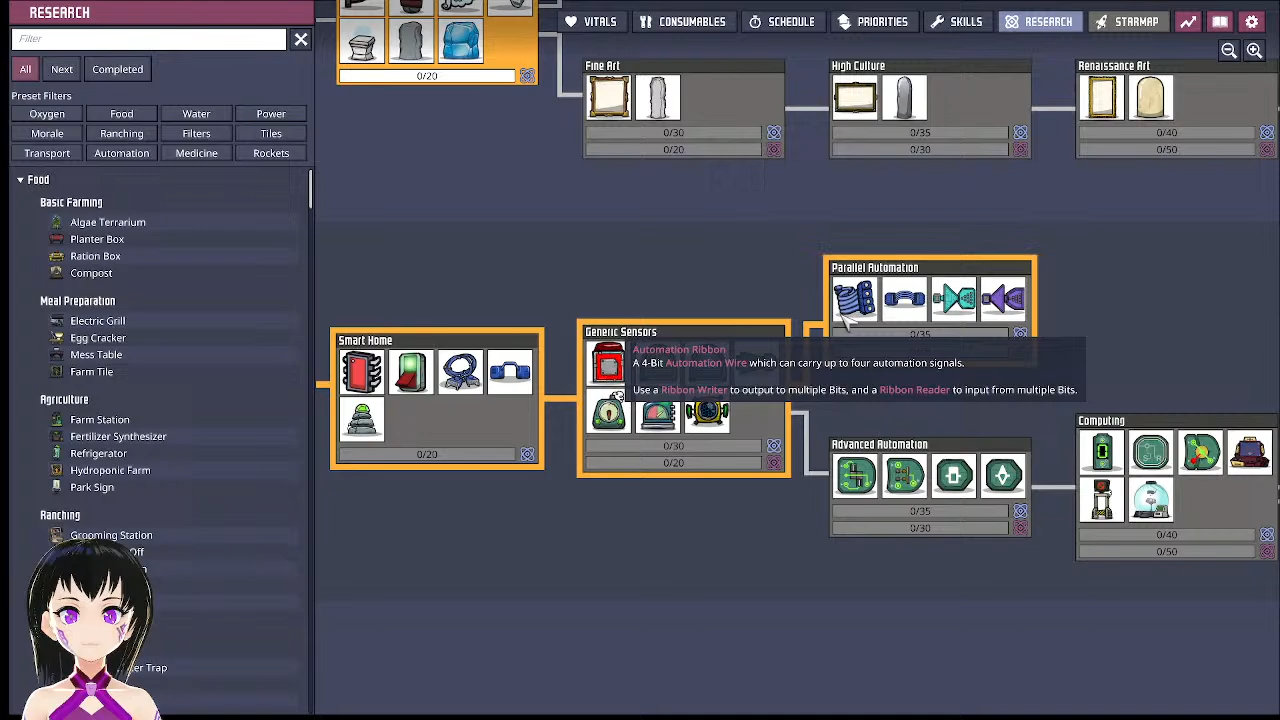 RESEARCH
VITALS
CONSUMABLES
SCHEDULE
PRIORITIES
SKILLS
RESEARCH
STARMAP
Filter
All
Next
Completed
Preset Filters
Oxygen
Food
Water
Power
Morale
Ranching
Filters
Tiles
Transport
Automation
Medicine
Rockets
Food
Basic Farming
Algae Terrarium
Planter Box
Ration Box
Compost
Meal Preparation
Electric Grill
Egg Cracker
Mess Table
Farm Tile
Agriculture
Farm Station
Fertilizer Synthesizer
Refrigerator
Hydroponic Farm
Park Sign
Ranching
Grooming Station
Off
er Trap
0/20
Fine Art
0/30
0/20
High Culture
0/35
0/30
Renaissance Art
0/40
0/50
Smart Home
0/20
Generic Sensors
0/30
0/20
Parallel Automation
0/35
Automation Ribbon
A 4-Bit Automation Wire which can carry up to four automation signals.
Use a Ribbon Writer to output to multiple Bits, and a Ribbon Reader to input from multiple Bits.
Advanced Automation
0/35
0/30
Computing
0/40
0/50